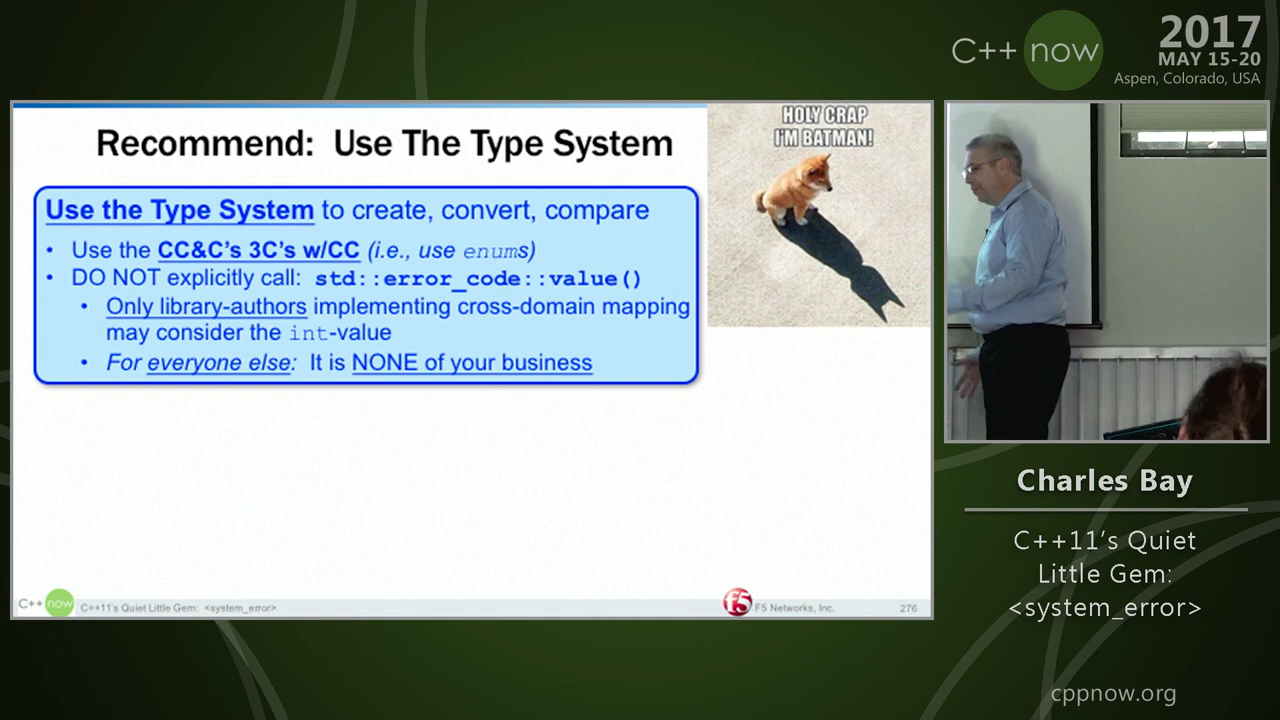 C++ now
2017
MAY 15-20
Aspen, Colorado, USA
Recommend: Use The Type System
HOLY CRAP
I'M BATMAN!
Use the Type System to create, convert, compare
• Use the CC&C's 3C's w/CC (i.e., use enums)
• DO NOT explicitly call: std::error_code::value()
• Only library-authors implementing cross-domain mapping
may consider the int-value
• For everyone else: It is NONE of your business
C++ now
C++11's Quiet Little Gem: <system_error>
f5
F5 Networks, Inc.
276
Charles Bay
C++11's Quiet
Little Gem:
<system_error>
cppnow.org